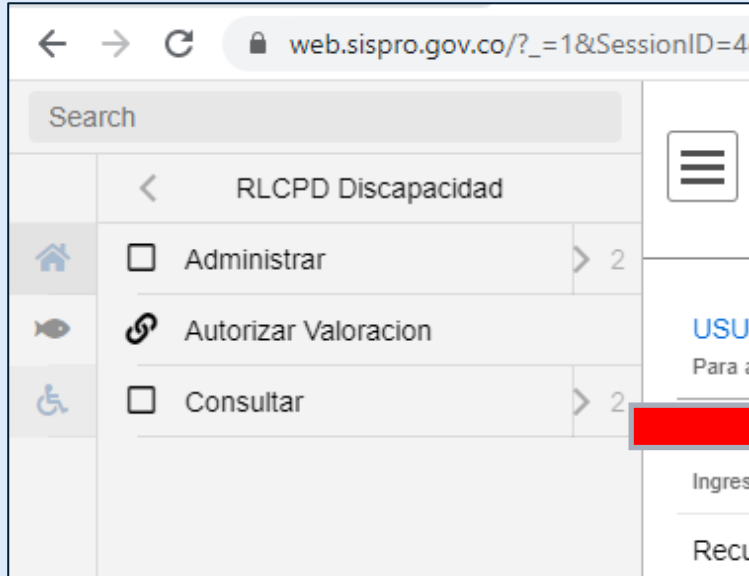 web.sispro.gov.co/?_=1&SessionID=4
Search
RLCPD Discapacidad
Administrar 2
Autorizar Valoracion
Consultar 2
USU
Para
Ingres
Recu